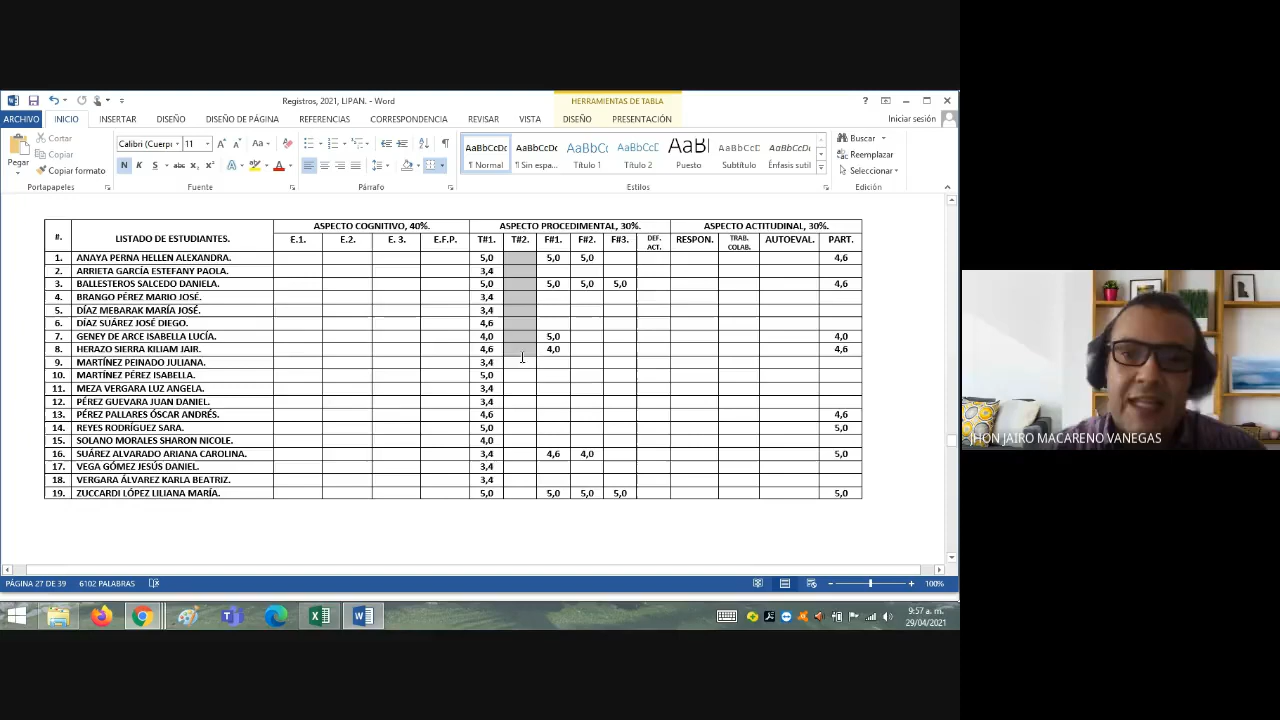 Registros, 2021, LIPAN. - Word
HERRAMIENTAS DE TABLA
ARCHIVO INICIO INSERTAR DISEÑO DISEÑO DE PÁGINA REFERENCIAS CORRESPONDENCIA REVISAR VISTA DISEÑO PRESENTACIÓN Iniciar sesión
Pegar
Cortar
Copiar
Copiar formato
Portapapeles
Calibri (Cuerp 11
N K S abc x₂ x²
Fuente
Párrafo
AaBbCcDc AaBbCcDc AaBbCc AaBbCcD AaBl AaBbCcD AaBbCcDc
¶ Normal ¶ Sin espa... Título 1 Título 2 Puesto Subtítulo Énfasis sutil
Estilos
Buscar
Reemplazar
Seleccionar
Edición
#. LISTADO DE ESTUDIANTES. ASPECTO COGNITIVO, 40%. ASPECTO PROCEDIMENTAL, 30%. ASPECTO ACTITUDINAL, 30%.
E.1. E.2. E. 3. E.F.P. T#1. T#2. F#1. F#2. F#3. DEF. ACT. RESPON. TRAB. COLAB. AUTOEVAL. PART.
1. ANAYA PERNA HELLEN ALEXANDRA. 5,0 5,0 5,0 4,6
2. ARRIETA GARCÍA ESTEFANY PAOLA. 3,4
3. BALLESTEROS SALCEDO DANIELA. 5,0 5,0 5,0 5,0 4,6
4. BRANGO PÉREZ MARIO JOSÉ. 3,4
5. DÍAZ MEBARAK MARÍA JOSÉ. 3,4
6. DÍAZ SUÁREZ JOSÉ DIEGO. 4,6
7. GENEY DE ARCE ISABELLA LUCÍA. 4,0 5,0 4,0
8. HERAZO SIERRA KILIAM JAIR. 4,6 4,0 4,6
9. MARTÍNEZ PEINADO JULIANA. 3,4
10. MARTÍNEZ PÉREZ ISABELLA. 5,0
11. MEZA VERGARA LUZ ANGELA. 3,4
12. PÉREZ GUEVARA JUAN DANIEL. 3,4
13. PÉREZ PALLARES ÓSCAR ANDRÉS. 4,6 4,6
14. REYES RODRÍGUEZ SARA. 5,0 5,0
15. SOLANO MORALES SHARON NICOLE. 4,0
16. SUÁREZ ALVARADO ARIANA CAROLINA. 3,4 4,6 4,0 5,0
17. VEGA GÓMEZ JESÚS DANIEL. 3,4
18. VERGARA ÁLVAREZ KARLA BEATRIZ. 3,4
19. ZUCCARDI LÓPEZ LILIANA MARÍA. 5,0 5,0 5,0 5,0 5,0
PÁGINA 27 DE 39 6102 PALABRAS 100%
9:57 a. m.
29/04/2021
JHON JAIRO MACARENO VANEGAS